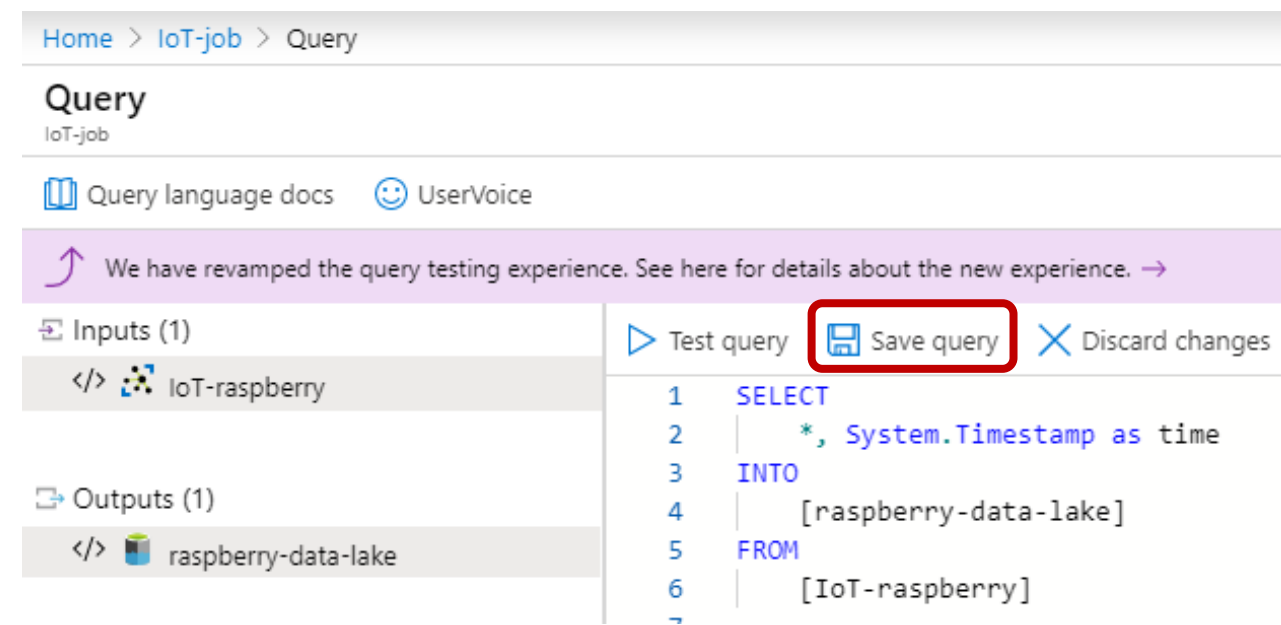 Home > IoT-job > Query
Query
IoT-job
Query language docs UserVoice
We have revamped the query testing experience. See here for details about the new experience. →
Inputs (1)
</> IoT-raspberry
Outputs (1)
</> raspberry-data-lake
Test query Save query Discard changes
1 SELECT
2 *, System.Timestamp as time
3 INTO
4 [raspberry-data-lake]
5 FROM
6 [IoT-raspberry]
7